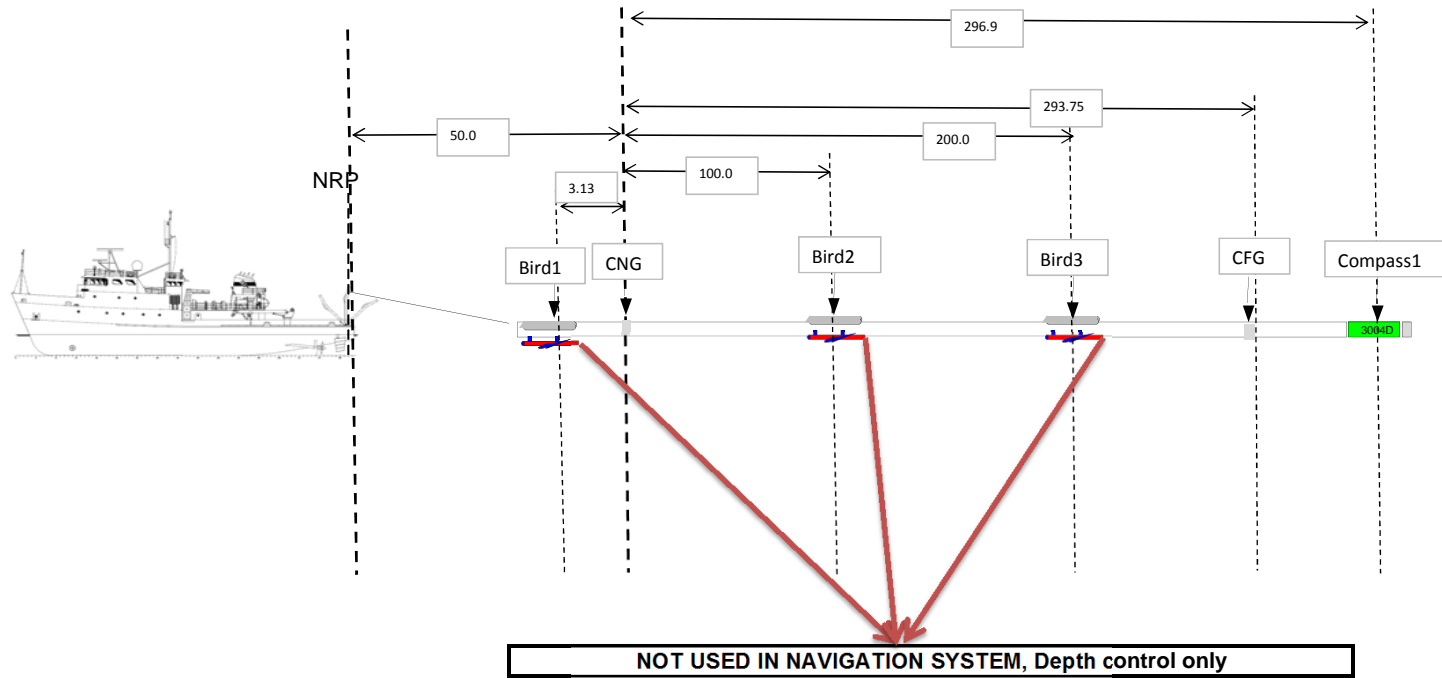 296.9
293.75
50.0
200.0
NRP
100.0
3.13
Bird1
CNG
Bird2
Bird3
CFG
Compass1
3004D
NOT USED IN NAVIGATION SYSTEM, Depth control only